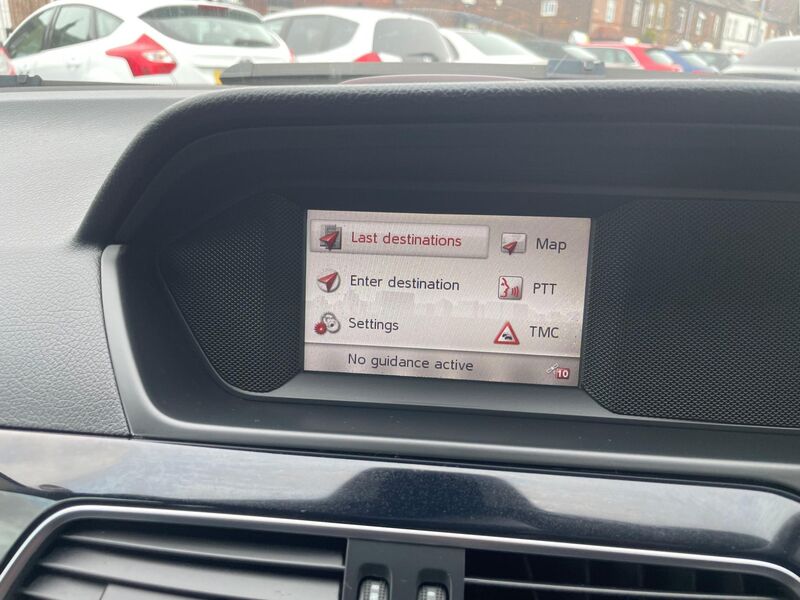 Last destinations
Map
Enter destination
PTT
Settings
TMC
No guidance active
10